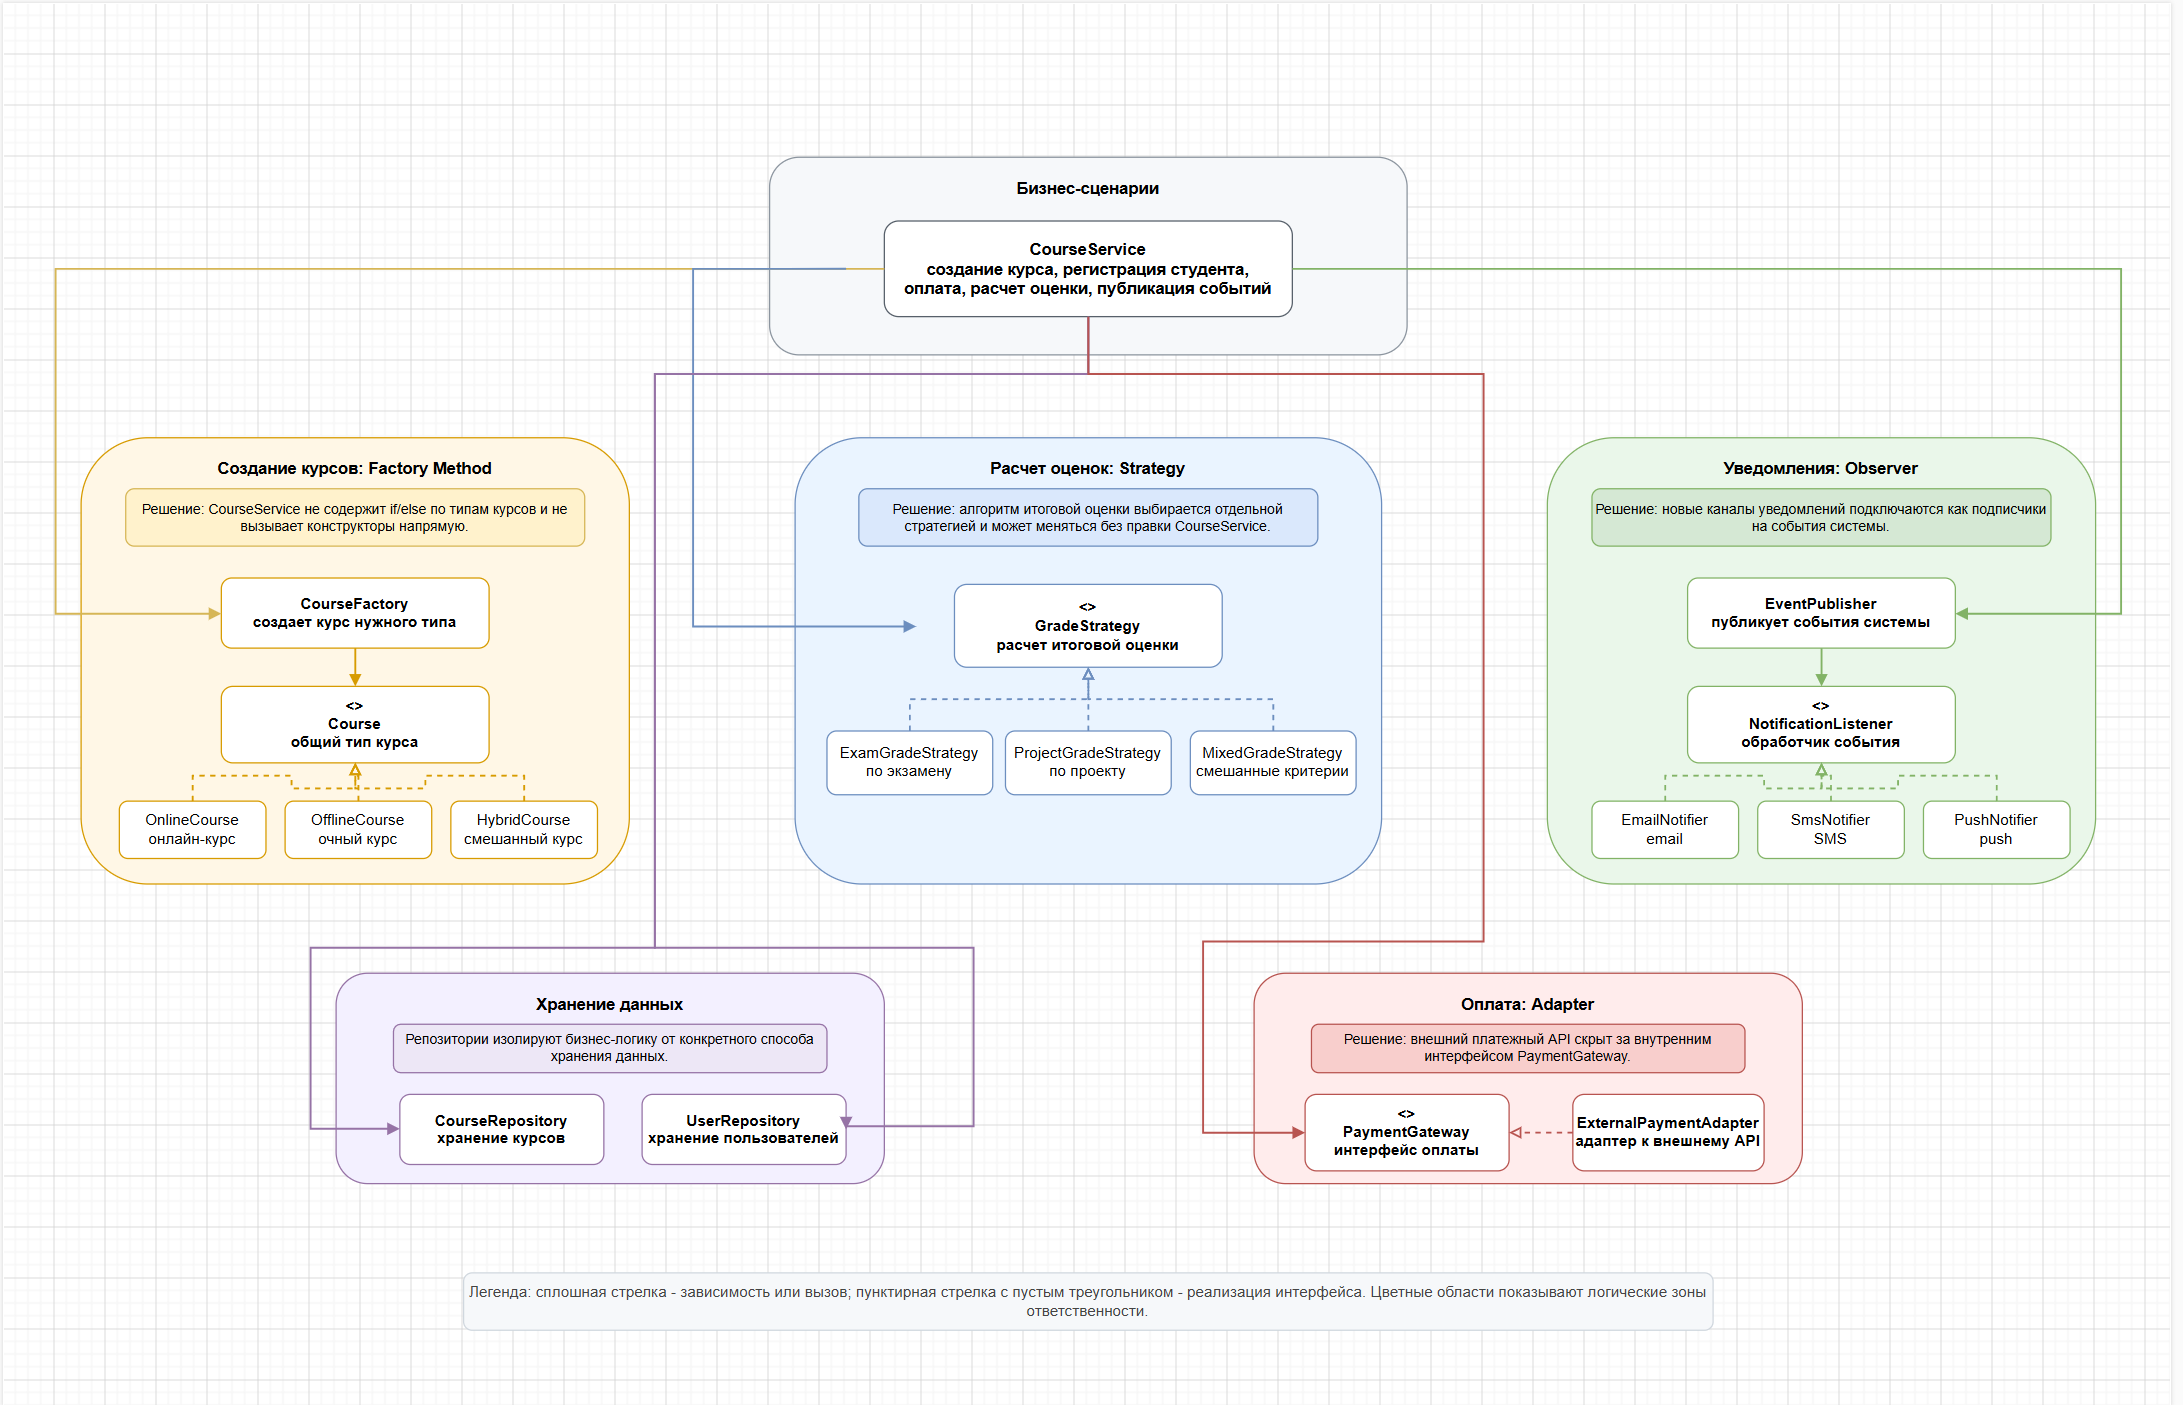 Бизнес-сценарии
CourseService
создание курса, регистрация студента,
оплата, расчет оценки, публикация событий
Создание курсов: Factory Method
Решение: CourseService не содержит if/else по типам курсов и не
вызывает конструкторы напрямую.
CourseFactory
создает курс нужного типа
<>
Course
общий тип курса
OnlineCourse
онлайн-курс
OfflineCourse
очный курс
HybridCourse
смешанный курс
Расчет оценок: Strategy
Решение: алгоритм итоговой оценки выбирается отдельной
стратегией и может меняться без правки CourseService.
<>
GradeStrategy
расчет итоговой оценки
ExamGradeStrategy
по экзамену
ProjectGradeStrategy
по проекту
MixedGradeStrategy
смешанные критерии
Уведомления: Observer
Решение: новые каналы уведомлений подключаются как подписчики
на события системы.
EventPublisher
публикует события системы
<>
NotificationListener
обработчик события
EmailNotifier
email
SmsNotifier
SMS
PushNotifier
push
Хранение данных
Репозитории изолируют бизнес-логику от конкретного способа
хранения данных.
CourseRepository
хранение курсов
UserRepository
хранение пользователей
Оплата: Adapter
Решение: внешний платежный API скрыт за внутренним
интерфейсом PaymentGateway.
<>
PaymentGateway
интерфейс оплаты
ExternalPaymentAdapter
адаптер к внешнему API
Легенда: сплошная стрелка - зависимость или вызов; пунктирная стрелка с пустым треугольником - реализация интерфейса. Цветные области показывают логические зоны
ответственности.